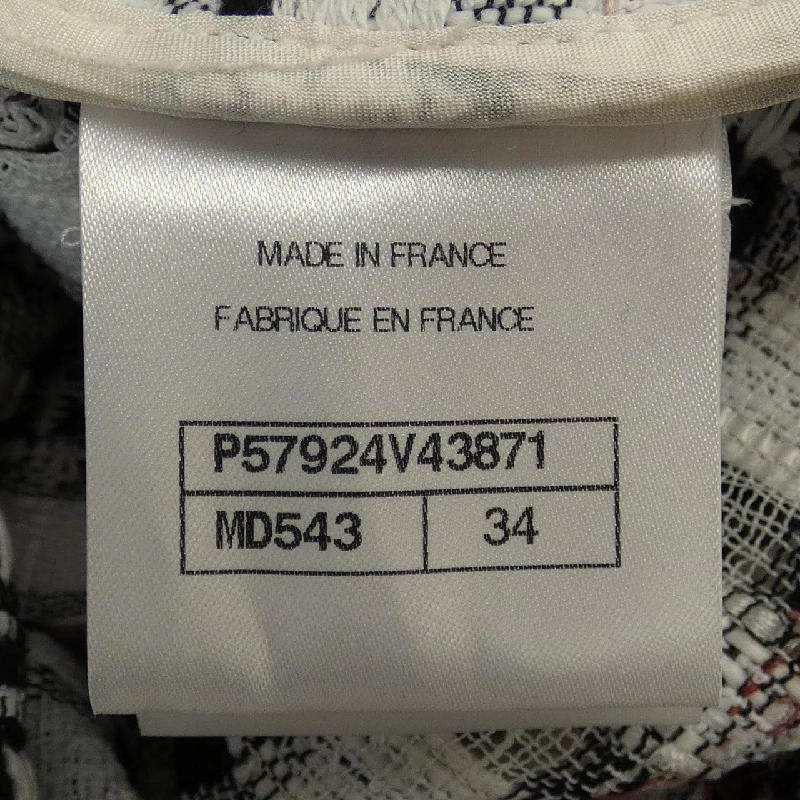 MADE IN FRANCE
FABRIQUE EN FRANCE
P57924V43871
MD543 34